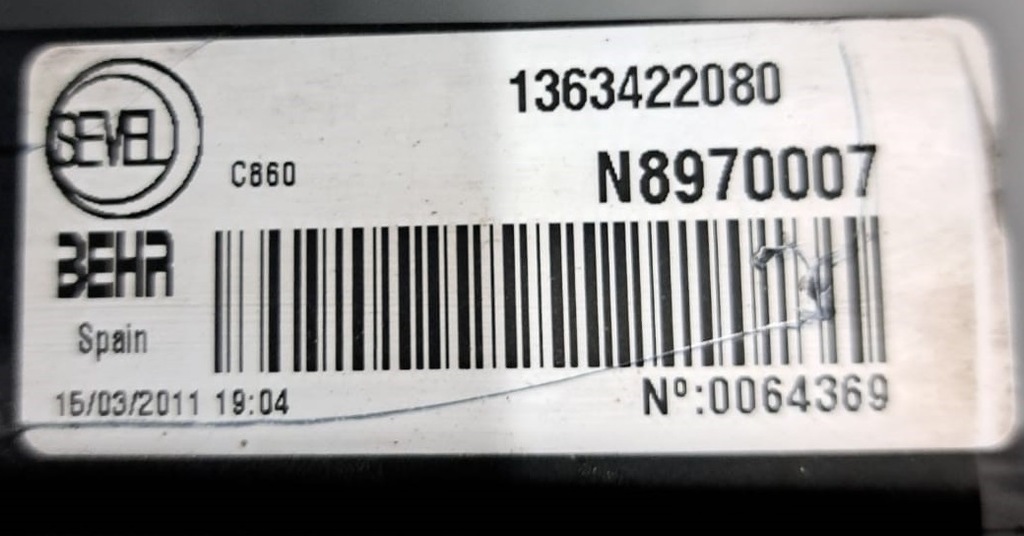 SEVEL
1363422080
C860
N8970007
BEHR
Spain
15/03/2011 19:04
Nº:0064369